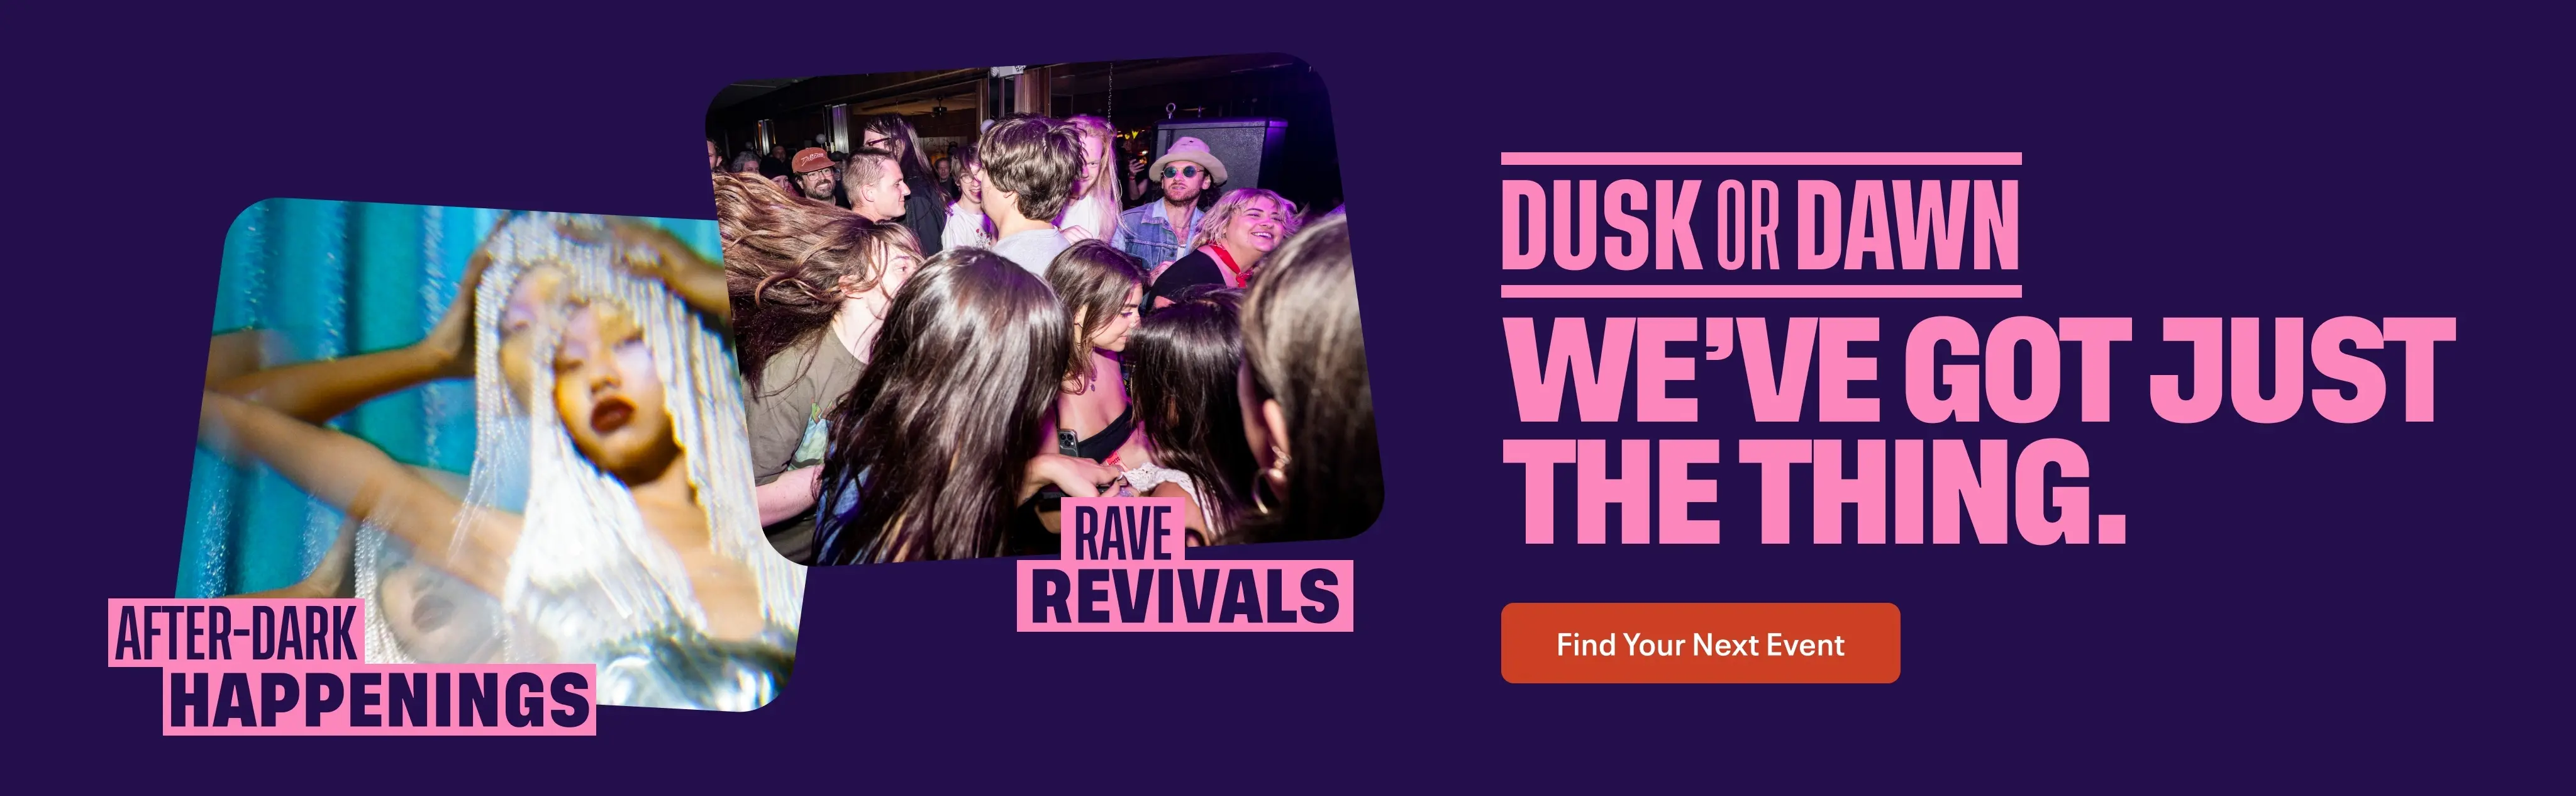 AFTER-DARK
HAPPENINGS
RAVE
REVIVALS
DUSK OR DAWN
WE'VE GOT JUST
THE THING.
Find Your Next Event